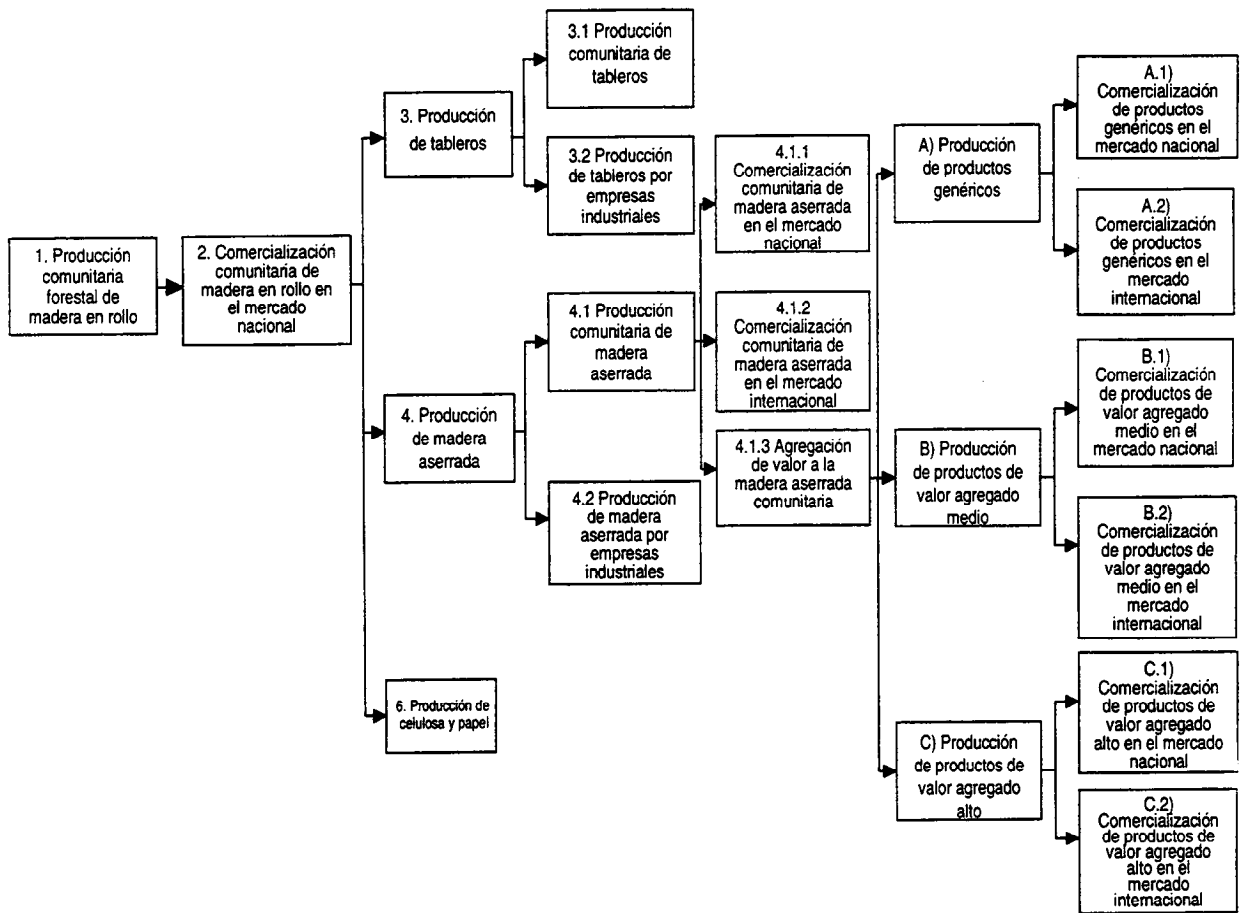 1. Producción
comunitaria
forestal de
madera en rollo
2. Comercialización
comunitaria de
madera en rollo en
el mercado
nacional
3. Producción
de tableros
3.1 Producción
comunitaria de
tableros
3.2 Producción
de tableros por
empresas
industriales
4. Producción
de madera
aserrada
4.1 Producción
comunitaria de
madera
aserrada
4.2 Producción
de madera
aserrada por
empresas
industriales
6. Producción de
celulosa y papel
4.1.1
Comercialización
comunitaria de
madera aserrada
en el mercado
nacional
4.1.2
Comercialización
comunitaria de
madera aserrada
en el mercado
internacional
4.1.3 Agregación
de valor a la
madera aserrada
comunitaria
A) Producción
de productos
genéricos
A.1)
Comercialización
de productos
genéricos en el
mercado nacional
A.2)
Comercialización
de productos
genéricos en el
mercado
internacional
B) Producción
de productos de
valor agregado
medio
B.1)
Comercialización
de productos de
valor agregado
medio en el
mercado nacional
B.2)
Comercialización
de productos de
valor agregado
medio en el
mercado
internacional
C) Producción
de productos de
valor agregado
alto
C.1)
Comercialización
de productos de
valor agregado
alto en el mercado
nacional
C.2)
Comercialización
de productos de
valor agregado
alto en el
mercado
internacional